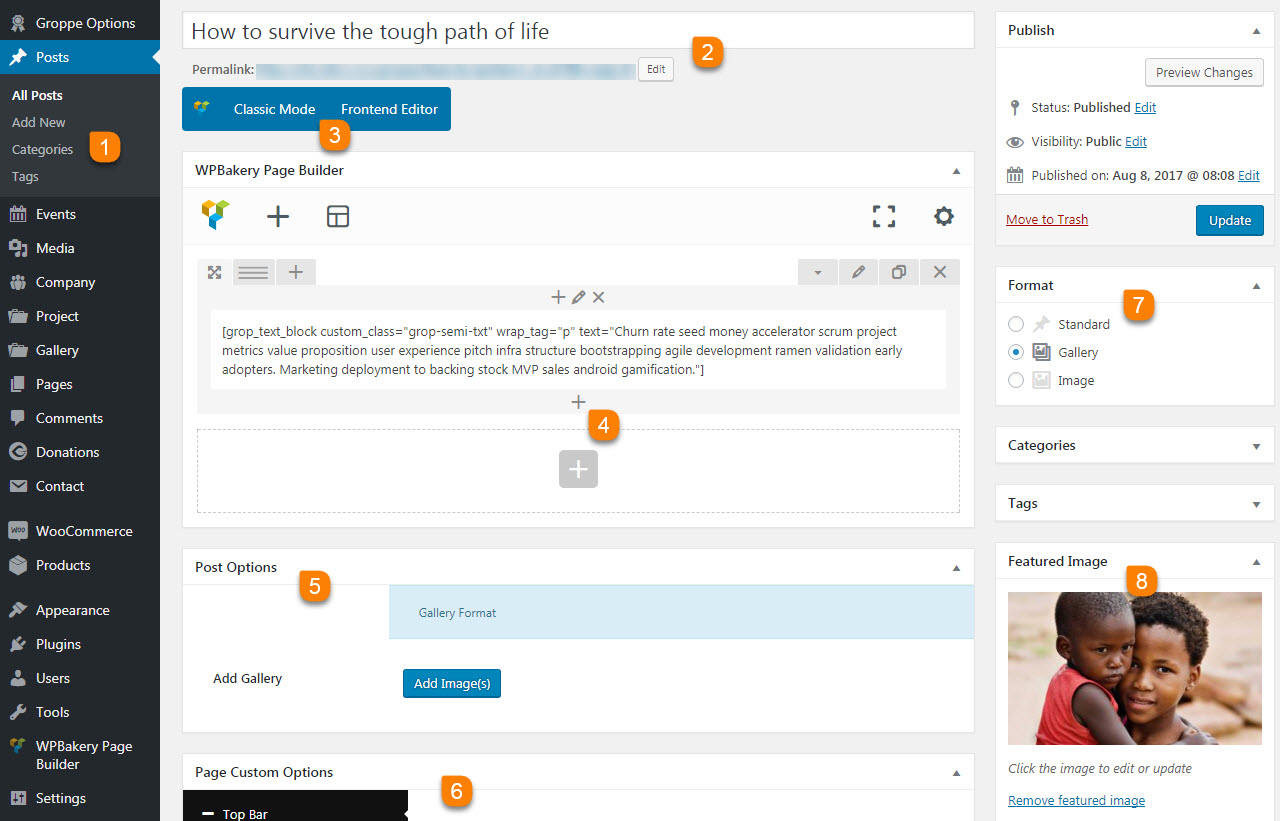 Groppe Options
Posts
All Posts
Add New
Categories
1
Tags
Events
Media
Company
Project
Gallery
Pages
Comments
Donations
Contact
WOO
WooCommerce
Products
Appearance
Plugins
Users
Tools
WPBakery Page
Builder
Settings
How to survive the tough path of life
2
Permalink:
Edit
Classic Mode
Frontend Editor
3
WPBakery Page Builder
[grop_text_block custom_class="grop-semi-txt" wrap_tag="p" text="Churn rate seed money accelerator scrum project
metrics value proposition user experience pitch infra structure bootstrapping agile development ramen validation early
adopters. Marketing deployment to backing stock MVP sales android gamification."]
4
Post Options
5
Gallery Format
Add Gallery
Add Image(s)
Page Custom Options
6
Top Bar
Publish
Preview Changes
Status: Published Edit
Visibility: Public Edit
Published on: Aug 8, 2017 @ 08:08 Edit
Move to Trash
Update
Format
7
Standard
Gallery
Image
Categories
Tags
Featured Image
8
Click the image to edit or update
Remove featured image